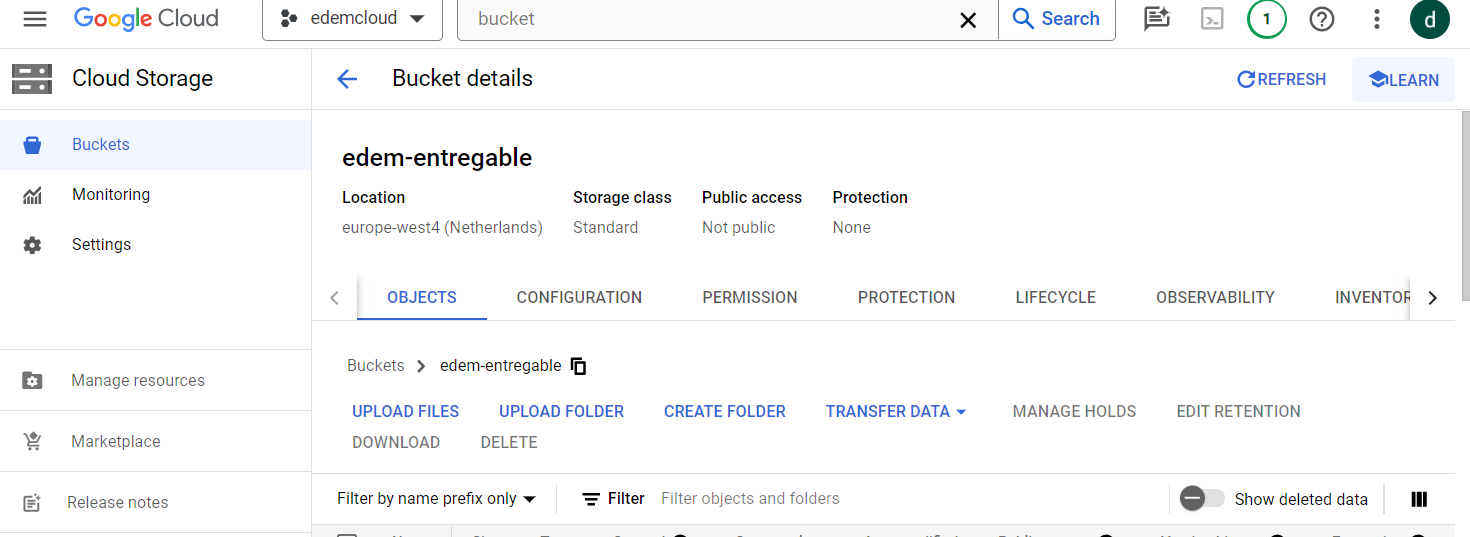 Google Cloud
edemcloud
bucket
Search
1
d
Cloud Storage
Bucket details
REFRESH
LEARN
Buckets
Monitoring
Settings
Manage resources
Marketplace
Release notes
edem-entregable
Location Storage class Public access Protection
europe-west4 (Netherlands) Standard Not public None
OBJECTS CONFIGURATION PERMISSION PROTECTION LIFECYCLE OBSERVABILITY INVENTOR
Buckets > edem-entregable
UPLOAD FILES UPLOAD FOLDER CREATE FOLDER TRANSFER DATA MANAGE HOLDS EDIT RETENTION
DOWNLOAD DELETE
Filter by name prefix only Filter Filter objects and folders Show deleted data